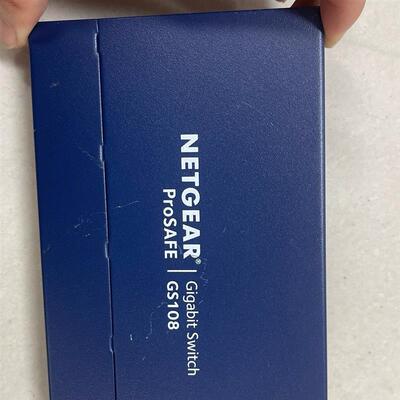 NETGEAR® | Gigabit Switch
ProSAFE | GS108